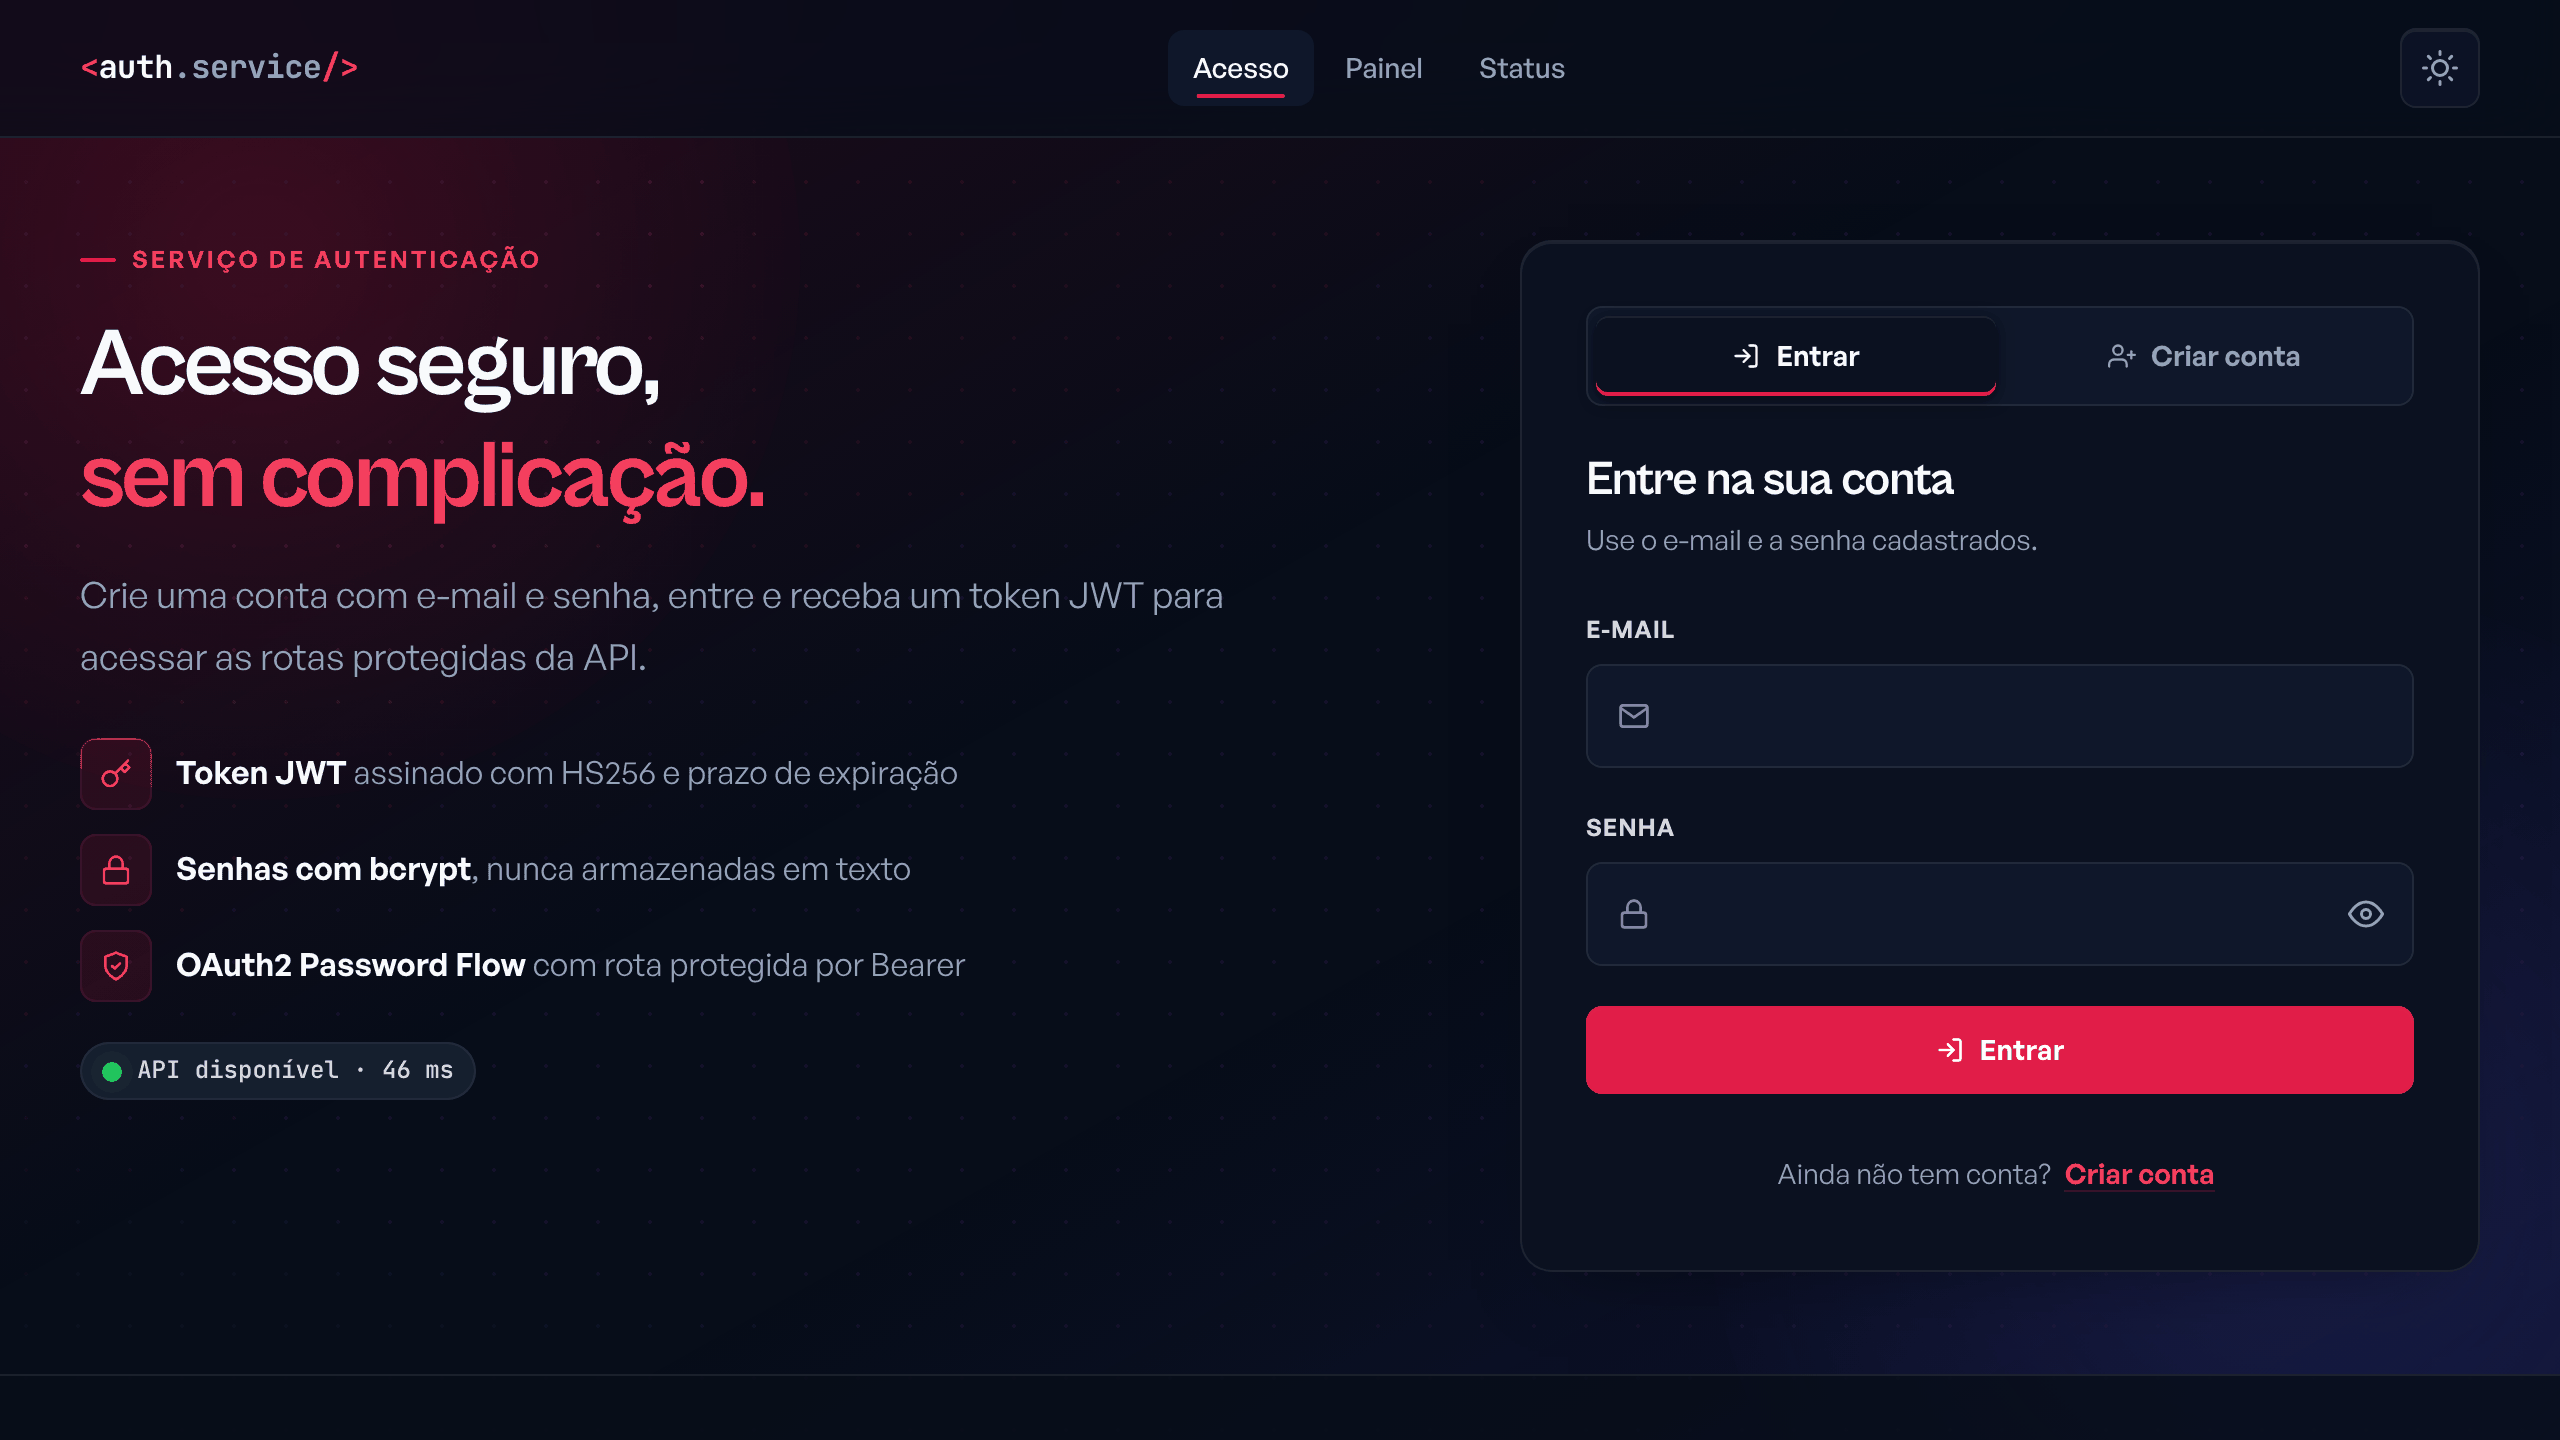 <auth.service/>
Acesso
Painel
Status
SERVIÇO DE AUTENTICAÇÃO
Acesso seguro,
sem complicação.
Crie uma conta com e-mail e senha, entre e receba um token JWT para
acessar as rotas protegidas da API.
Token JWT assinado com HS256 e prazo de expiração
Senhas com bcrypt, nunca armazenadas em texto
OAuth2 Password Flow com rota protegida por Bearer
API disponível · 46 ms
Entrar
Criar conta
Entre na sua conta
Use o e-mail e a senha cadastrados.
E-MAIL
SENHA
Entrar
Ainda não tem conta? Criar conta